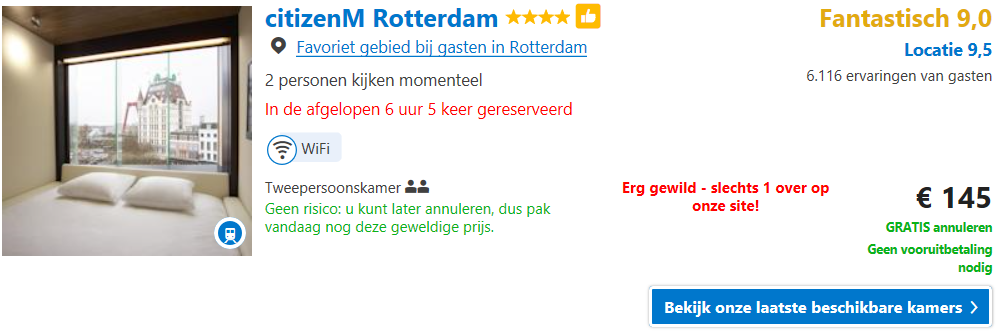 citizenM Rotterdam
Fantastisch 9,0
Favoriet gebied bij gasten in Rotterdam
Locatie 9,5
2 personen kijken momenteel
6.116 ervaringen van gasten
In de afgelopen 6 uur 5 keer gereserveerd
WiFi
Tweepersoonskamer
Geen risico: u kunt later annuleren, dus pak
vandaag nog deze geweldige prijs.
Erg gewild - slechts 1 over op
onze site!
€ 145
GRATIS annuleren
Geen vooruitbetaling
nodig
Bekijk onze laatste beschikbare kamers